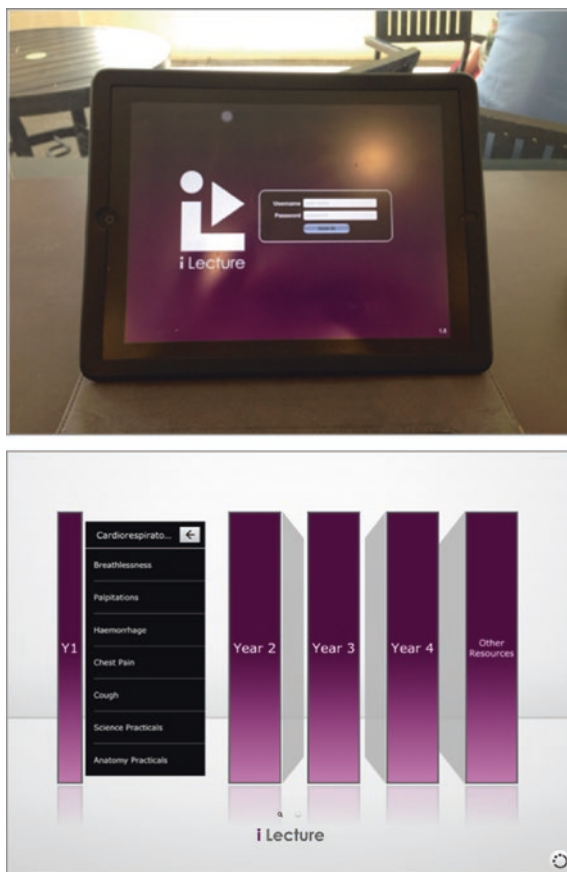 Username
Password
i Lecture
1.6
Cardiorespirato...
Breathlessness
Palpitations
Haemorrhage
Chest Pain
Cough
Science Practicals
Anatomy Practicals
Y1
Year 2
Year 3
Year 4
Other
Resources
i Lecture